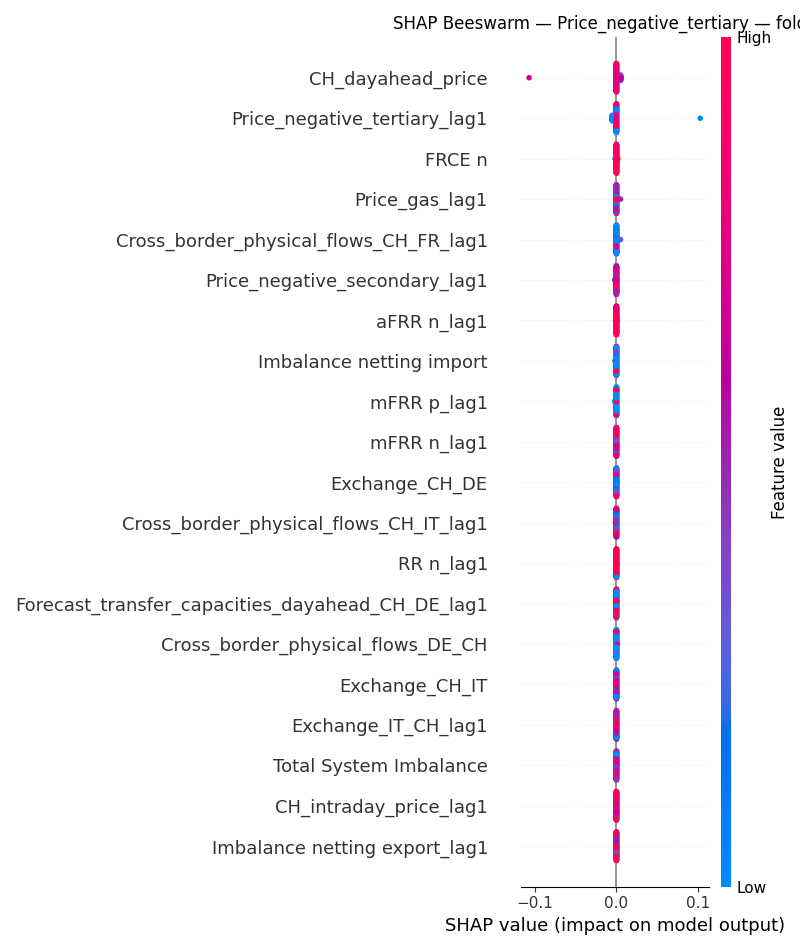 SHAP Beeswarm — Price_negative_tertiary — fol
High
CH_dayahead_price
Price_negative_tertiary_lag1
FRCE n
Price_gas_lag1
Cross_border_physical_flows_CH_FR_lag1
Price_negative_secondary_lag1
aFRR n_lag1
Imbalance netting import
mFRR p_lag1
mFRR n_lag1
Exchange_CH_DE
Cross_border_physical_flows_CH_IT_lag1
RR n_lag1
Forecast_transfer_capacities_dayahead_CH_DE_lag1
Cross_border_physical_flows_DE_CH
Exchange_CH_IT
Exchange_IT_CH_lag1
Total System Imbalance
CH_intraday_price_lag1
Imbalance netting export_lag1
Feature value
Low
−0.1 0.0 0.1
SHAP value (impact on model output)